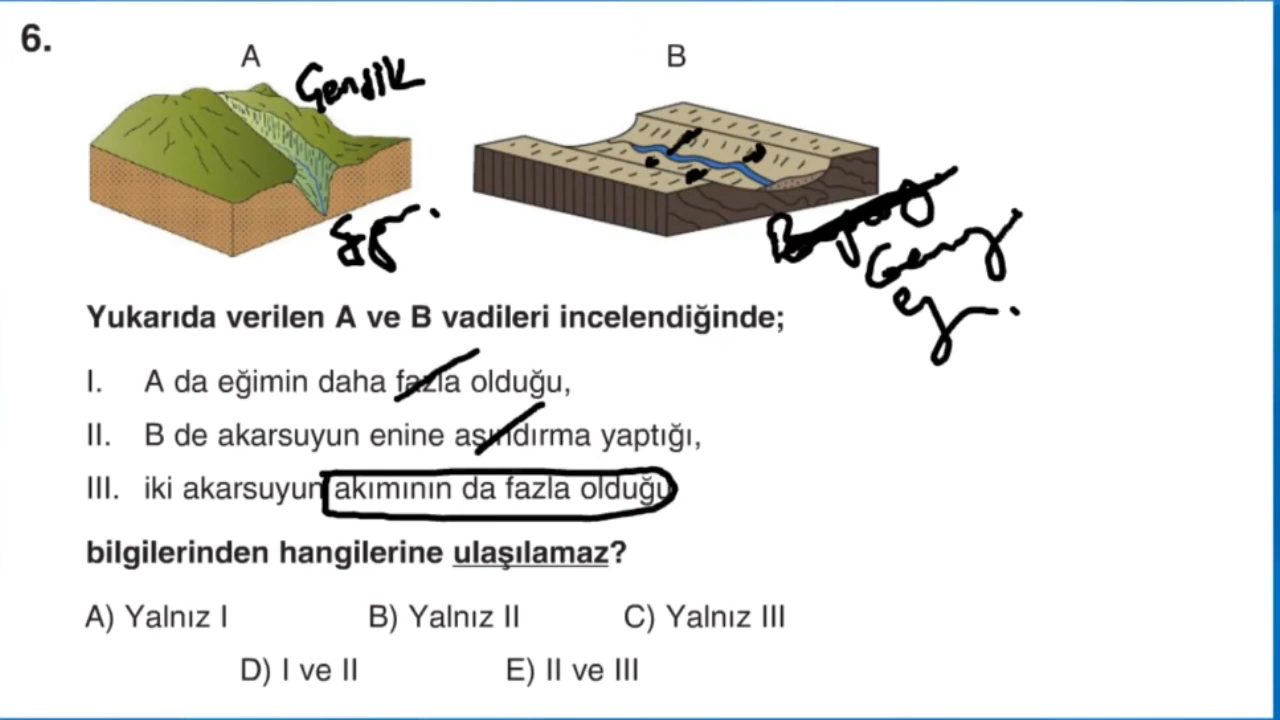 6.
A
B
Çendik
Yukarıda verilen A ve B vadileri incelendiğinde;
I. A da eğimin daha fazla olduğu,
II. B de akarsuyun enine aşındırma yaptığı,
III. iki akarsuyun akımının da fazla olduğu
bilgilerinden hangilerine ulaşılamaz?
A) Yalnız I B) Yalnız II C) Yalnız III
D) I ve II E) II ve III